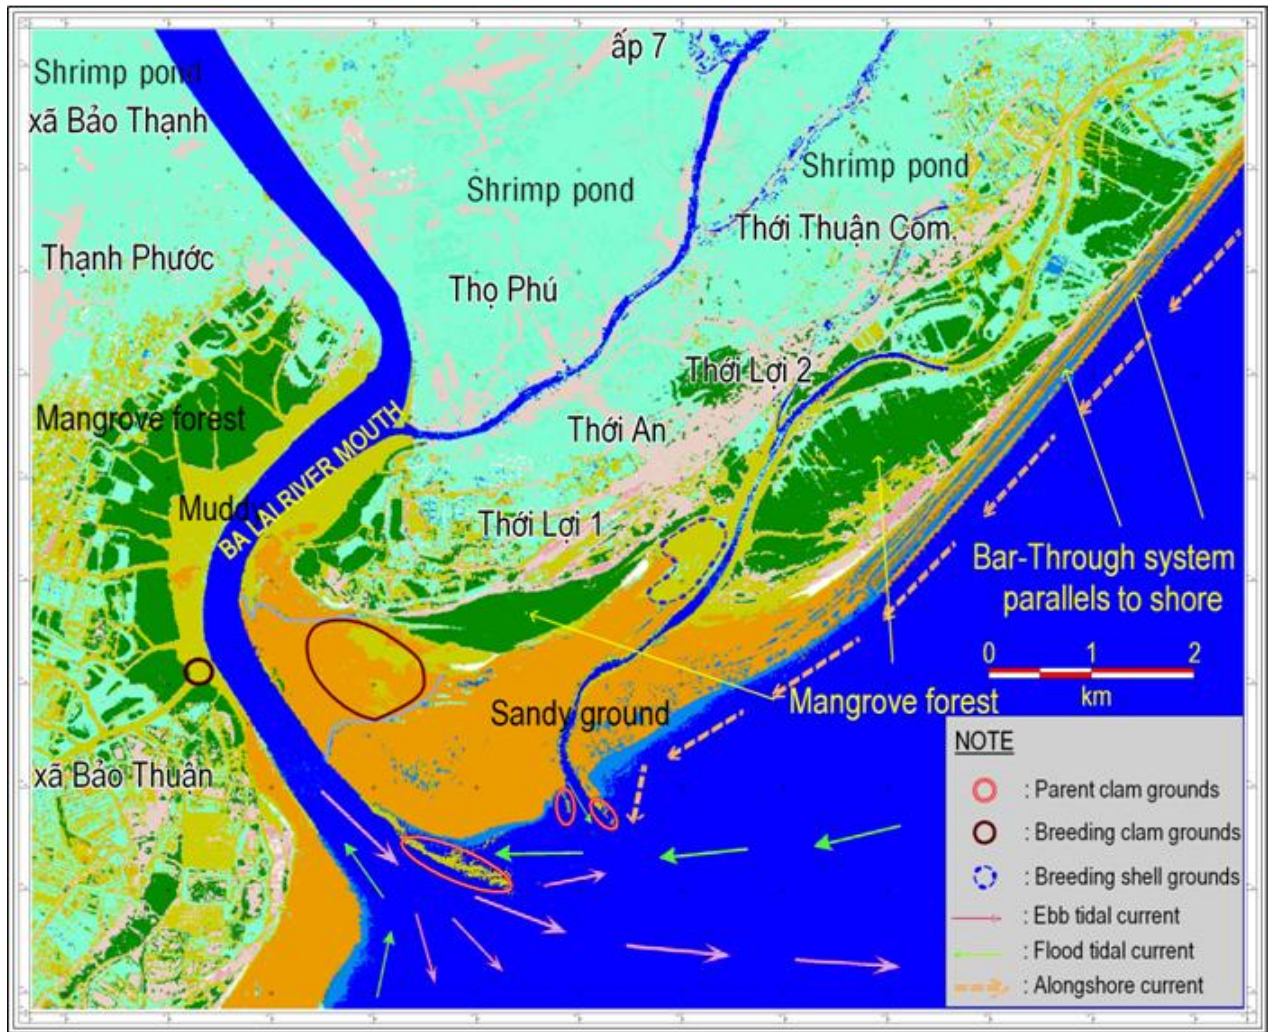 ấp 7
Shrimp pond
xã Bảo Thạnh
Shrimp pond
Shrimp pond
Thới Thuận Com.
Thạnh Phước
Thọ Phú
Thới Lợi 2
Mangrove forest
Thới An
BA LAI RIVER MOUTH
Muddy
Thới Lợi 1
Bar-Through system
parallels to shore
0 1 2
km
Mangrove forest
Sandy ground
xã Bảo Thuận
NOTE
: Parent clam grounds
: Breeding clam grounds
: Breeding shell grounds
: Ebb tidal current
: Flood tidal current
: Alongshore current